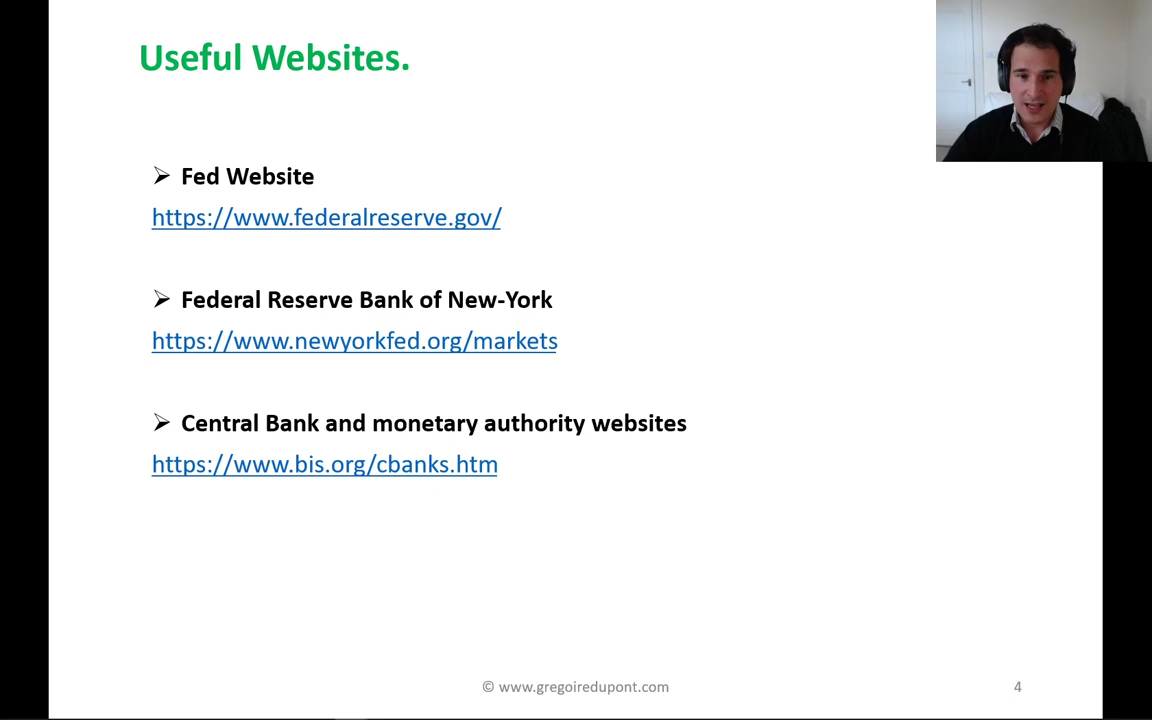 Useful Websites.
➢ Fed Website
https://www.federalreserve.gov/
➢ Federal Reserve Bank of New-York
https://www.newyorkfed.org/markets
➢ Central Bank and monetary authority websites
https://www.bis.org/cbanks.htm
© www.gregoiredupont.com
4